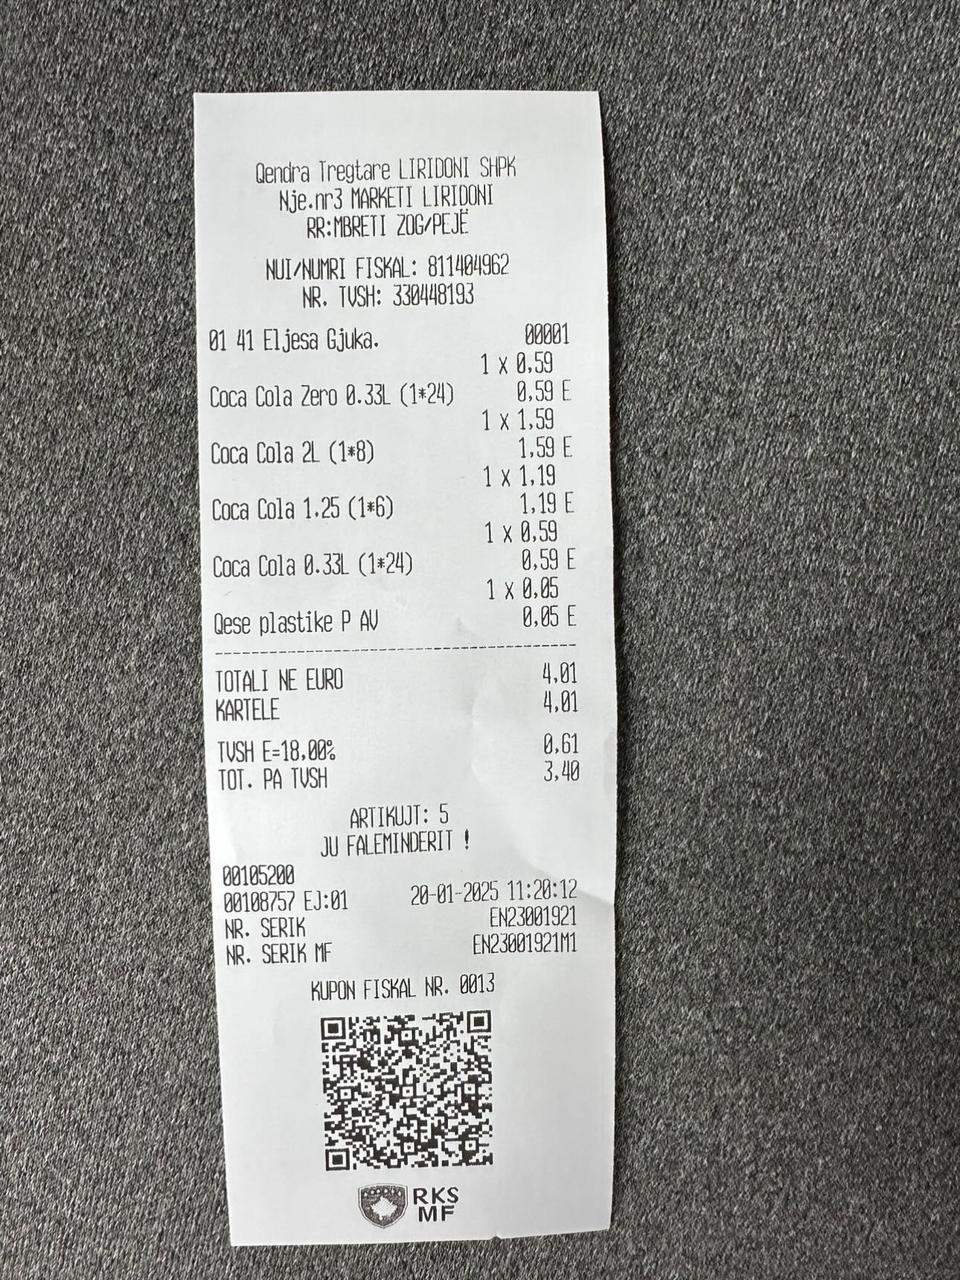 Qendra Tregtare LIRIDONI SHPK
Nje.nr3 MARKETI LIRIDONI
RR:MBRETI ZOG/PEJË
NUI/NUMRI FISKAL: 811404962
NR. TVSH: 330448193
01 41 Eljesa Gjuka. 00001
1 x 0,59
Coca Cola Zero 0.33L (1*24) 0,59 E
1 x 1,59
Coca Cola 2L (1*8) 1,59 E
1 x 1,19
Coca Cola 1.25 (1*6) 1,19 E
1 x 0,59
Coca Cola 0.33L (1*24) 0,59 E
1 x 0,05
Qese plastike P AV 0,05 E
TOTALI NE EURO 4,01
KARTELE 4,01
TVSH E=18,00% 0,61
TOT. PA TVSH 3,40
ARTIKUJT: 5
JU FALEMINDERIT !
00105200
00108757 EJ:01 20-01-2025 11:20:12
NR. SERIK EN23001921
NR. SERIK MF EN23001921M1
KUPON FISKAL NR. 0013
RKS
MF